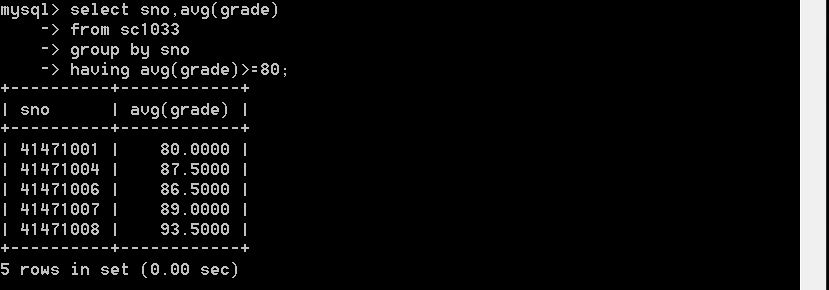 mysql> select sno,avg(grade)
    -> from sc1033
    -> group by sno
    -> having avg(grade)>=80;
+----------+------------+
| sno      | avg(grade) |
+----------+------------+
| 41471001 |    80.0000 |
| 41471004 |    87.5000 |
| 41471006 |    86.5000 |
| 41471007 |    89.0000 |
| 41471008 |    93.5000 |
+----------+------------+
5 rows in set (0.00 sec)